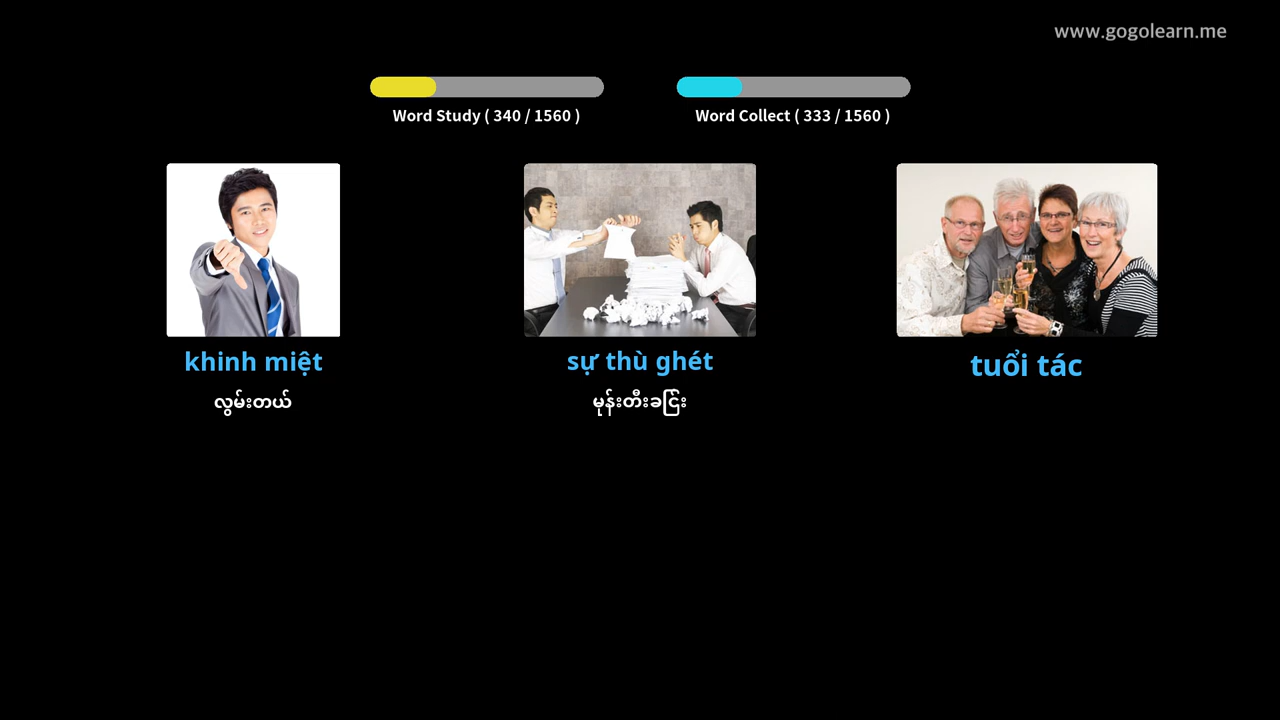 www.gogolearn.me
Word Study ( 340 / 1560 )
Word Collect ( 333 / 1560 )
khinh miệt
sự thù ghét
tuổi tác
လွမ်းတယ်
မုန်းတီးခြင်း